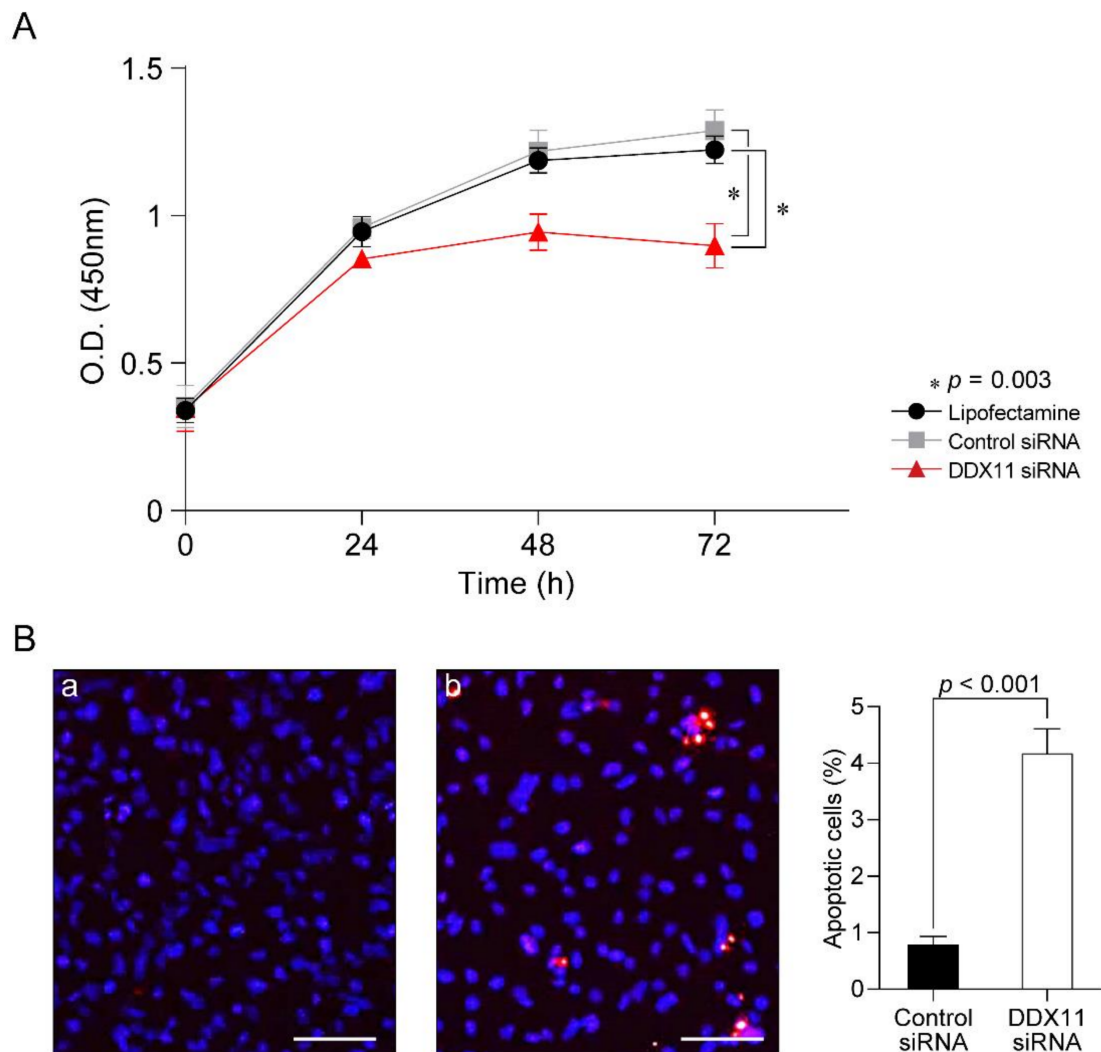 A
1.5
1
0.5
0
O.D. (450nm)
0 24 48 72
Time (h)
*
*
* p = 0.003
Lipofectamine
Control siRNA
DDX11 siRNA
B
a
b
p < 0.001
5
4
3
2
1
0
Apoptotic cells (%)
Control
siRNA
DDX11
siRNA